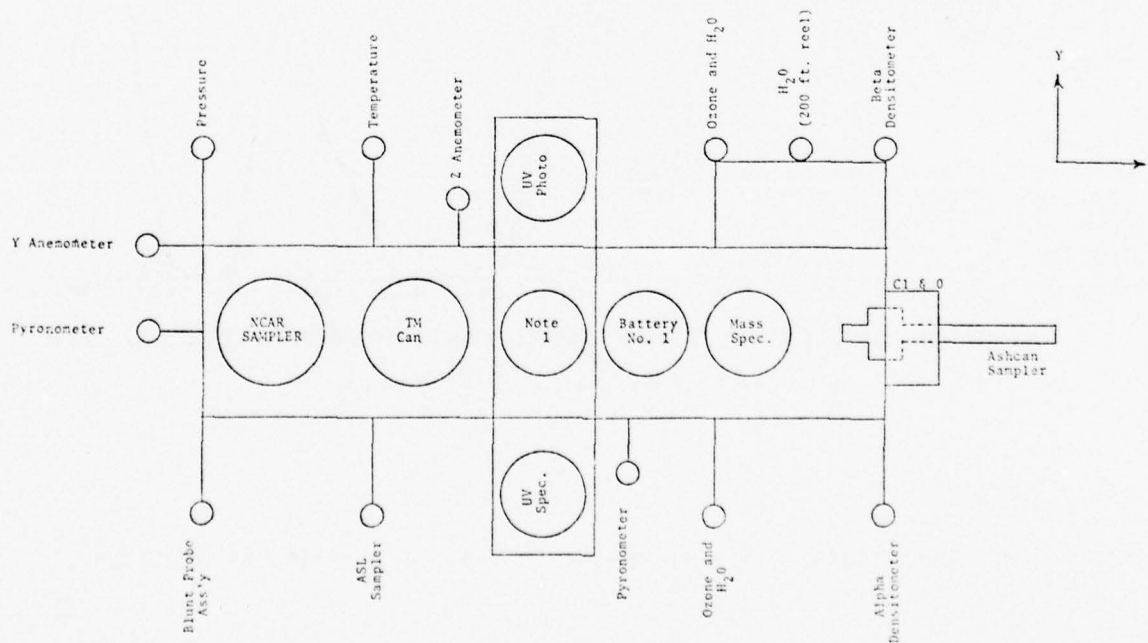 Pressure
Temperature
Z Anemometer
Ozone and H2O
H2O
(200 ft. reel)
Beta
Densitometer
Y
Y Anemometer
UV
Photo
Pyronometer
NCAR
SAMPLER
TM
Can
Note
1
Battery
No. 1
Mass
Spec.
Cl & O
Ashcan
Sampler
UV
Spec.
Blunt Probe
Ass'y
ASL
Sampler
Pyronometer
Ozone and
H2O
Alpha
Densitometer